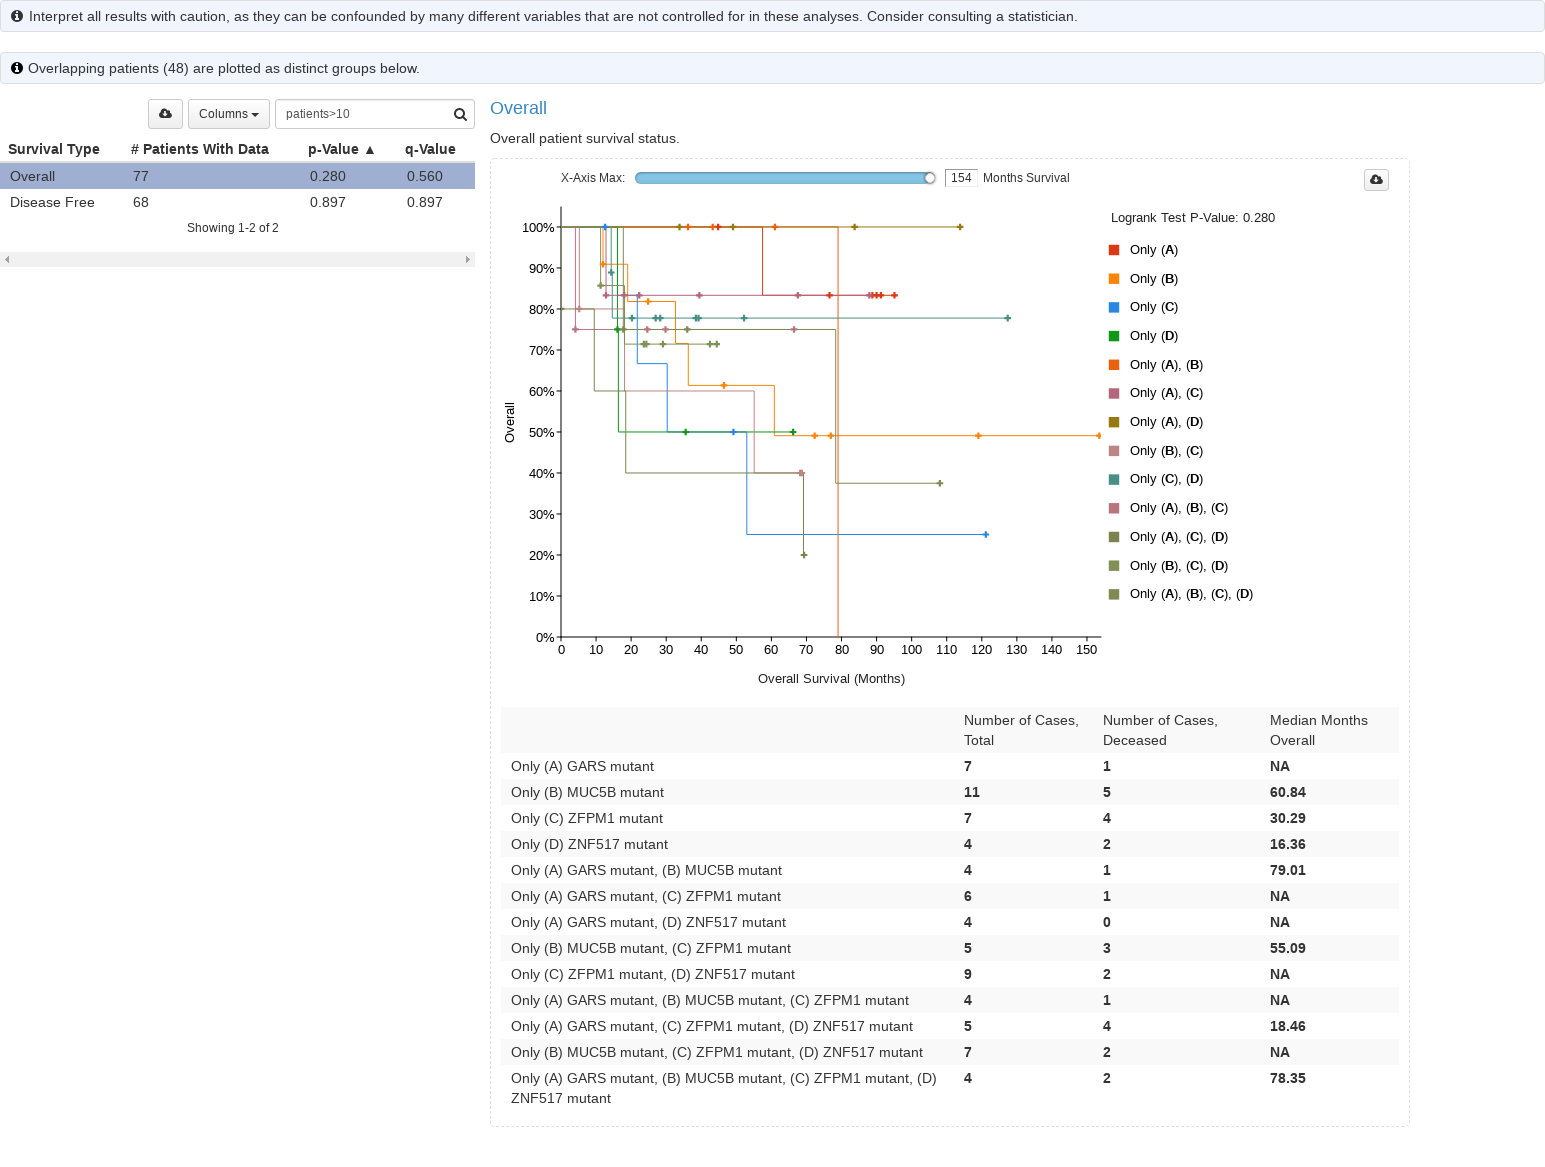 Interpret all results with caution, as they can be confounded by many different variables that are not controlled for in these analyses. Consider consulting a statistician.
Overlapping patients (48) are plotted as distinct groups below.
Columns
patients>10
Survival Type # Patients With Data p-Value ▲ q-Value
Overall 77 0.280 0.560
Disease Free 68 0.897 0.897
Showing 1-2 of 2
Overall
Overall patient survival status.
X-Axis Max: 154 Months Survival
Logrank Test P-Value: 0.280
Only (A)
Only (B)
Only (C)
Only (D)
Only (A), (B)
Only (A), (C)
Only (A), (D)
Only (B), (C)
Only (C), (D)
Only (A), (B), (C)
Only (A), (C), (D)
Only (B), (C), (D)
Only (A), (B), (C), (D)
100%
90%
80%
70%
60%
50%
40%
30%
20%
10%
0%
Overall
0 10 20 30 40 50 60 70 80 90 100 110 120 130 140 150
Overall Survival (Months)
Number of Cases, Total Number of Cases, Deceased Median Months Overall
Only (A) GARS mutant 7 1 NA
Only (B) MUC5B mutant 11 5 60.84
Only (C) ZFPM1 mutant 7 4 30.29
Only (D) ZNF517 mutant 4 2 16.36
Only (A) GARS mutant, (B) MUC5B mutant 4 1 79.01
Only (A) GARS mutant, (C) ZFPM1 mutant 6 1 NA
Only (A) GARS mutant, (D) ZNF517 mutant 4 0 NA
Only (B) MUC5B mutant, (C) ZFPM1 mutant 5 3 55.09
Only (C) ZFPM1 mutant, (D) ZNF517 mutant 9 2 NA
Only (A) GARS mutant, (B) MUC5B mutant, (C) ZFPM1 mutant 4 1 NA
Only (A) GARS mutant, (C) ZFPM1 mutant, (D) ZNF517 mutant 5 4 18.46
Only (B) MUC5B mutant, (C) ZFPM1 mutant, (D) ZNF517 mutant 7 2 NA
Only (A) GARS mutant, (B) MUC5B mutant, (C) ZFPM1 mutant, (D) 4 2 78.35
ZNF517 mutant